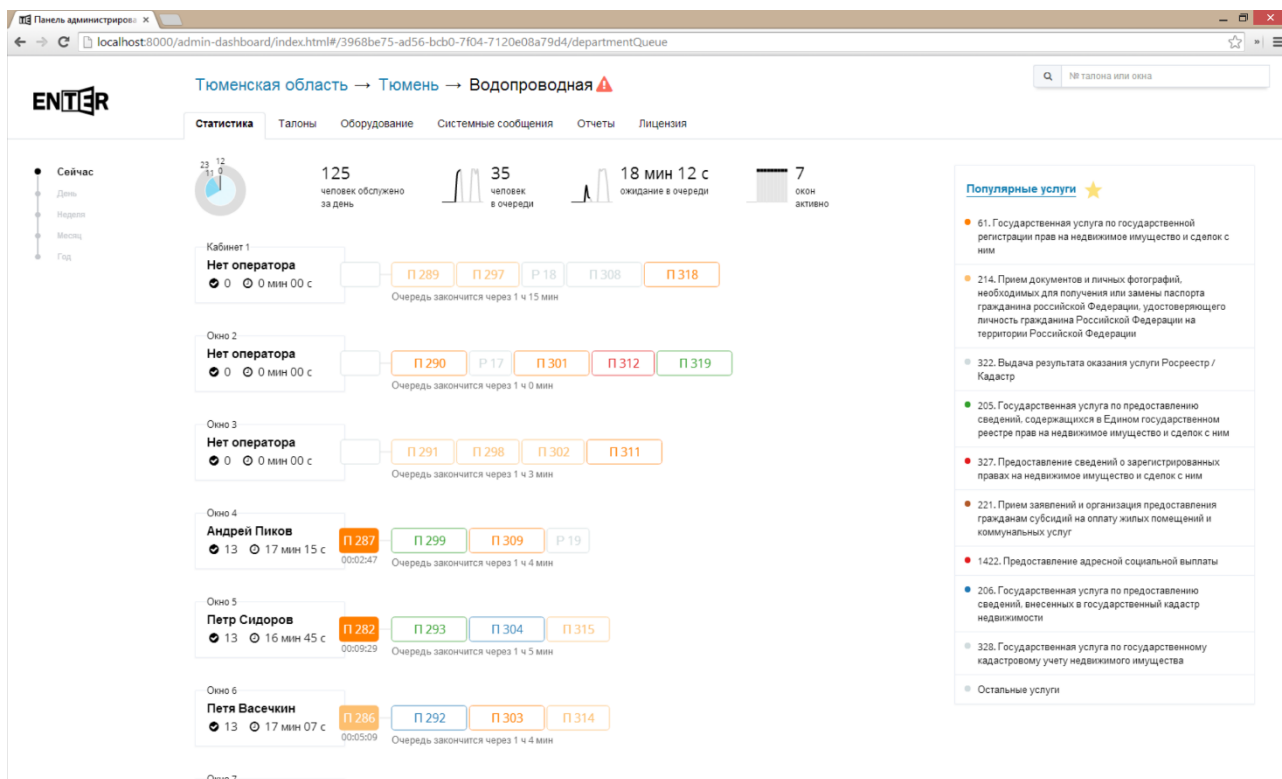 Панель администрирова ×
localhost:8000/admin-dashboard/index.html#/3968be75-ad56-bcb0-7f04-7120e08a79d4/departmentQueue
ENTER
Тюменская область → Тюмень → Водопроводная
№ талона или окна
Статистика Талоны Оборудование Системные сообщения Отчеты Лицензия
Сейчас
День
Неделя
Месяц
Год
23 12
11 0
125
человек обслужено
за день
35
человек
в очереди
18 мин 12 с
ожидание в очереди
7
окон
активно
Кабинет 1
Нет оператора
0 0 мин 00 с
П 289 П 297 Р 18 П 308 П 318
Очередь закончится через 1 ч 15 мин
Окно 2
Нет оператора
0 0 мин 00 с
П 290 Р 17 П 301 П 312 П 319
Очередь закончится через 1 ч 0 мин
Окно 3
Нет оператора
0 0 мин 00 с
П 291 П 298 П 302 П 311
Очередь закончится через 1 ч 3 мин
Окно 4
Андрей Пиков
13 17 мин 15 с
П 287
00:02:47
П 299 П 309 Р 19
Очередь закончится через 1 ч 4 мин
Окно 5
Петр Сидоров
13 16 мин 45 с
П 282
00:09:29
П 293 П 304 П 315
Очередь закончится через 1 ч 5 мин
Окно 6
Петя Васечкин
13 17 мин 07 с
П 286
00:05:09
П 292 П 303 П 314
Очередь закончится через 1 ч 4 мин
Окно 7
Популярные услуги
61. Государственная услуга по государственной
регистрации прав на недвижимое имущество и сделок с
ним
214. Прием документов и личных фотографий,
необходимых для получения или замены паспорта
гражданина российской Федерации, удостоверяющего
личность гражданина Российской Федерации на
территории Российской Федерации
322. Выдача результата оказания услуги Росреестр /
Кадастр
205. Государственная услуга по предоставлению
сведений, содержащихся в Едином государственном
реестре прав на недвижимое имущество и сделок с ним
327. Предоставление сведений о зарегистрированных
правах на недвижимое имущество и сделок с ним
221. Прием заявлений и организация предоставления
гражданам субсидий на оплату жилых помещений и
коммунальных услуг
1422. Предоставление адресной социальной выплаты
206. Государственная услуга по предоставлению
сведений, внесенных в государственный кадастр
недвижимости
328. Государственная услуга по государственному
кадастровому учету недвижимого имущества
Остальные услуги